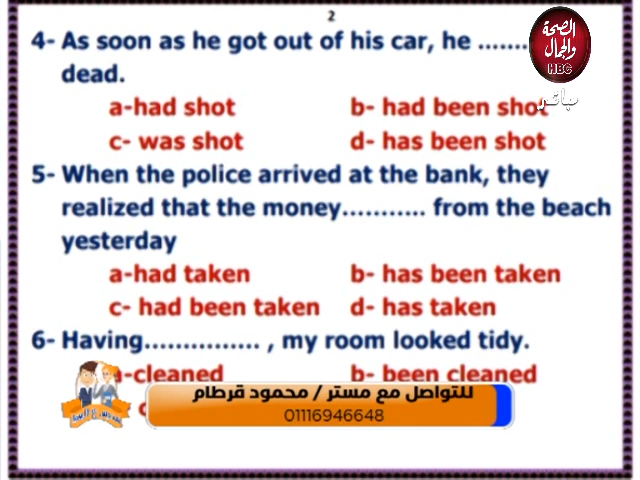 2
الصحة
والجمال
HBC
مباشر
4- As soon as he got out of his car, he ........
dead.
a-had shot
b- had been shot
c- was shot
d- has been shot
5- When the police arrived at the bank, they
realized that the money........... from the beach
yesterday
a-had taken
b- has been taken
c- had been taken
d- has taken
6- Having............... , my room looked tidy.
a-cleaned
b- been cleaned
للتواصل مع مستر / محمود قرطام
01116946648